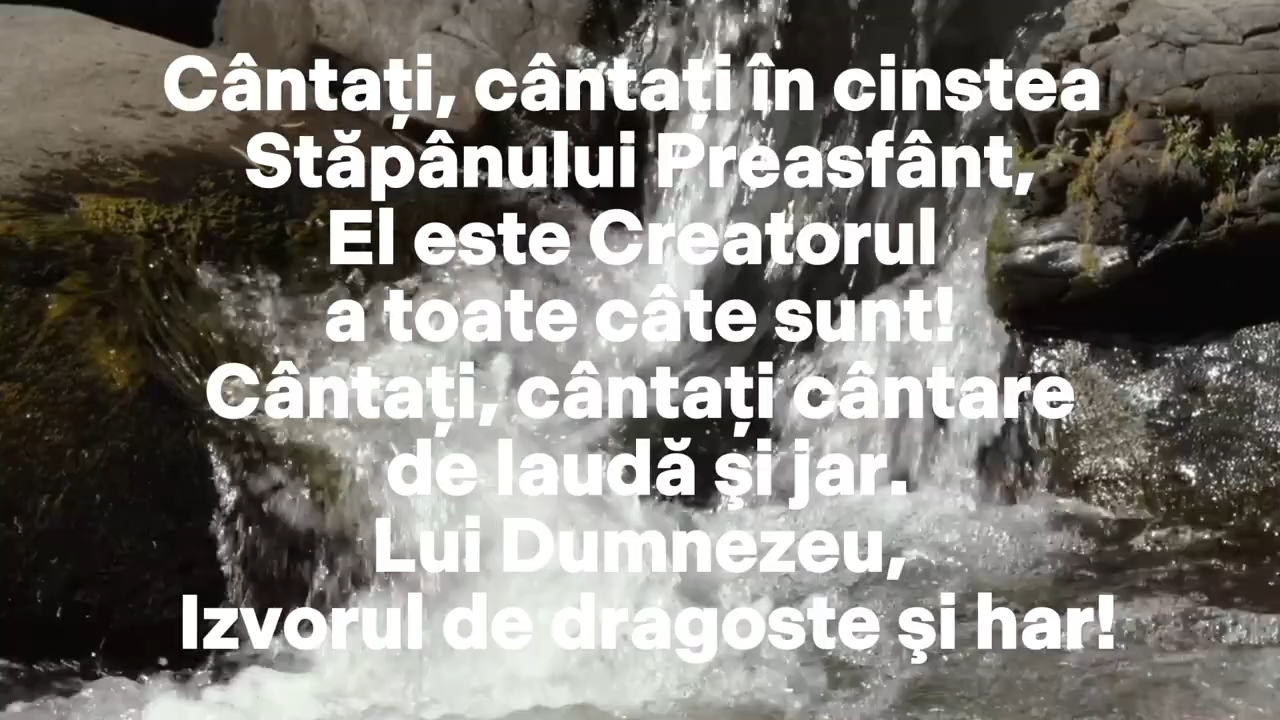 Cântați, cântați în cinstea
Stăpânului Preasfânt,
El este Creatorul
a toate câte sunt!
Cântați, cântați cântare
de laudă şi jar.
Lui Dumnezeu,
Izvorul de dragoste şi har!